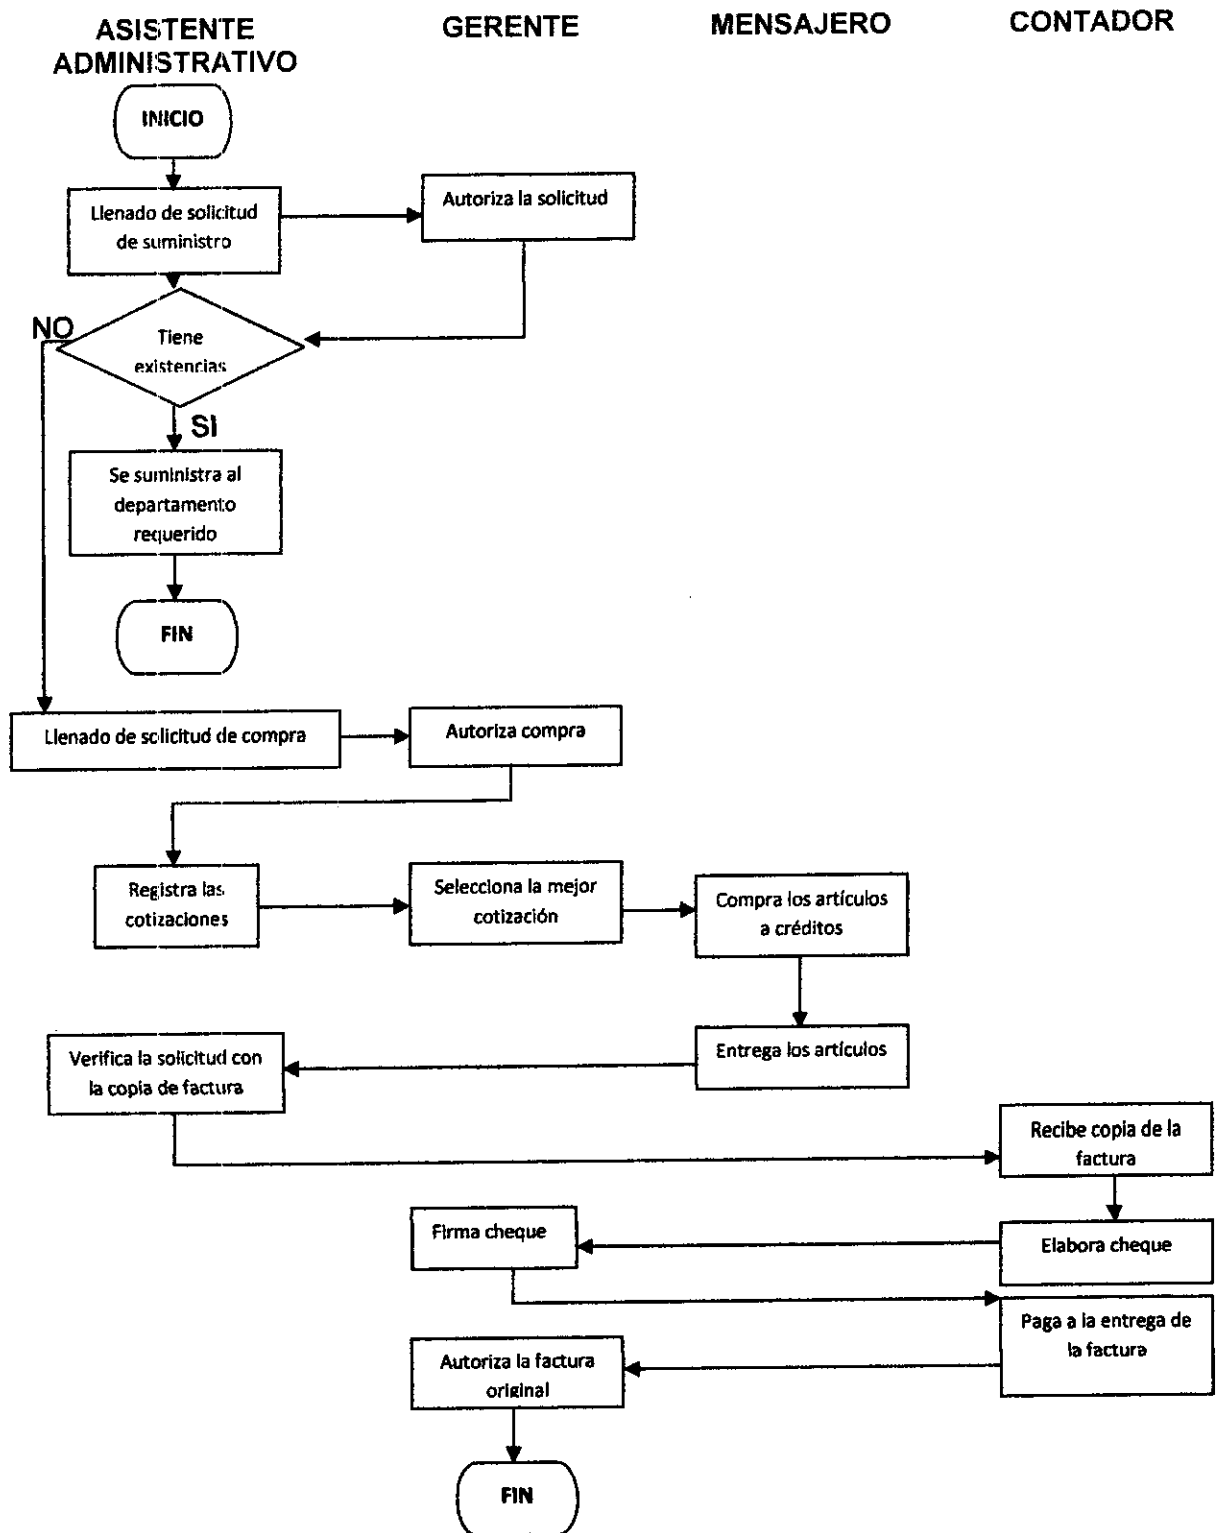 ASISTENTE
ADMINISTRATIVO
GERENTE
MENSAJERO
CONTADOR
INICIO
Llenado de solicitud
de suministro
Autoriza la solicitud
NO
Tiene
existencias
SI
Se suministra al
departamento
requerido
FIN
Llenado de solicitud de compra
Autoriza compra
Registra las
cotizaciones
Selecciona la mejor
cotización
Compra los artículos
a créditos
Entrega los artículos
Verifica la solicitud con
la copia de factura
Recibe copia de la
factura
Firma cheque
Elabora cheque
Paga a la entrega de
la factura
Autoriza la factura
original
FIN